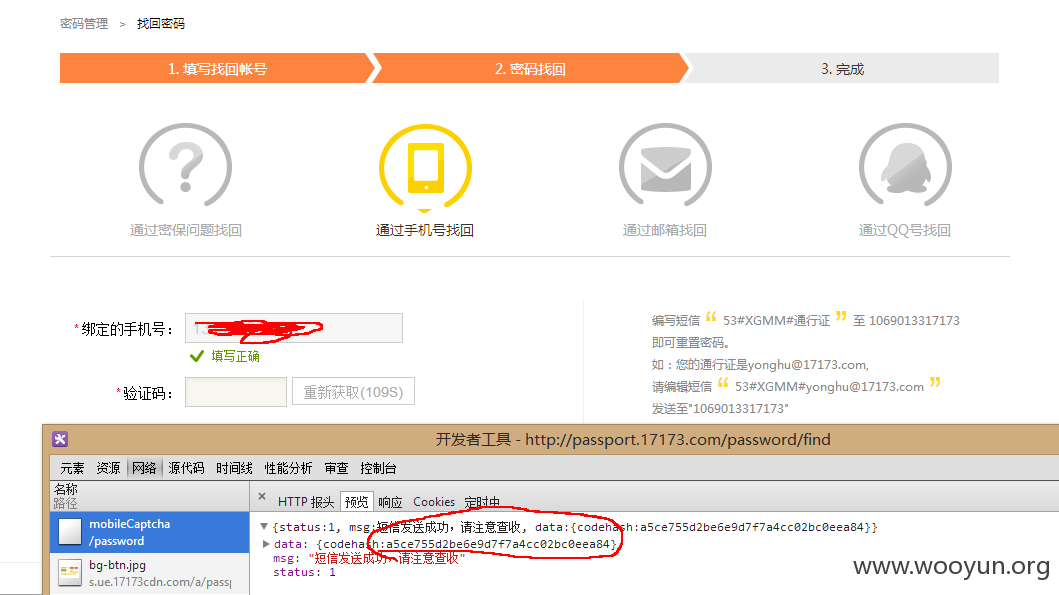 密码管理 > 找回密码
1. 填写找回帐号
2. 密码找回
3. 完成
通过密保问题找回
通过手机号找回
通过邮箱找回
通过QQ号找回
*绑定的手机号：
填写正确
*验证码：
重新获取(109S)
编写短信“ 53#XGMM#通行证 ”至 1069013317173
即可重置密码。
如：您的通行证是yonghu@17173.com,
请编辑短信“ 53#XGMM#yonghu@17173.com ”
发送至"1069013317173"
开发者工具 - http://passport.17173.com/password/find
元素 资源 网络 源代码 时间线 性能分析 审查 控制台
名称
路径
× HTTP 报头 预览 响应 Cookies 定时中
mobileCaptcha
/password
bg-btn.jpg
s.ue.17173cdn.com/a/pass
{status:1, msg:短信发送成功，请注意查收, data:{codehash:a5ce755d2be6e9d7f7a4cc02bc0eea84}}
data: {codehash:a5ce755d2be6e9d7f7a4cc02bc0eea84}
msg: "短信发送成功，请注意查收"
status: 1
www.wooyun.org